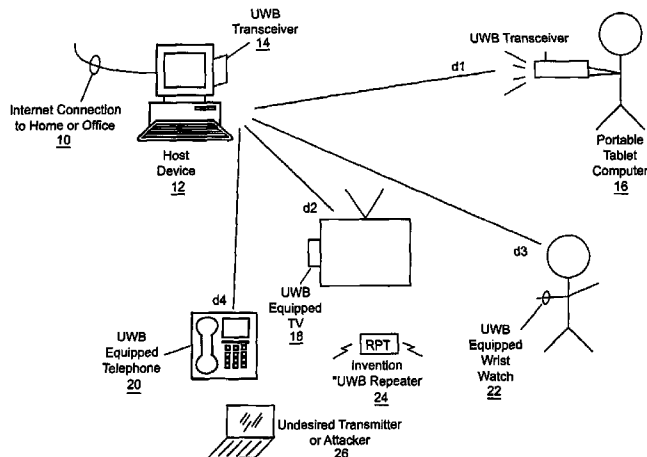 UWB
Transceiver
14
UWB Transceiver
d1
Internet Connection
to Home or Office
10
Host
Device
12
Portable
Tablet
Computer
16
d2
d3
d4
UWB
Equipped
TV
18
UWB
Equipped
Telephone
20
RPT
Invention
"UWB Repeater
24
UWB
Equipped
Wrist
Watch
22
Undesired Transmitter
or Attacker
26